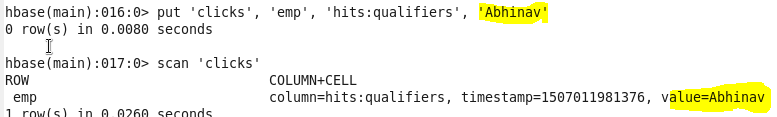 hbase(main):016:0> put 'clicks', 'emp', 'hits:qualifiers', 'Abhinav'
0 row(s) in 0.0080 seconds
hbase(main):017:0> scan 'clicks'
ROW COLUMN+CELL
emp column=hits:qualifiers, timestamp=1507011981376, value=Abhinav
1 row(s) in 0.0260 seconds